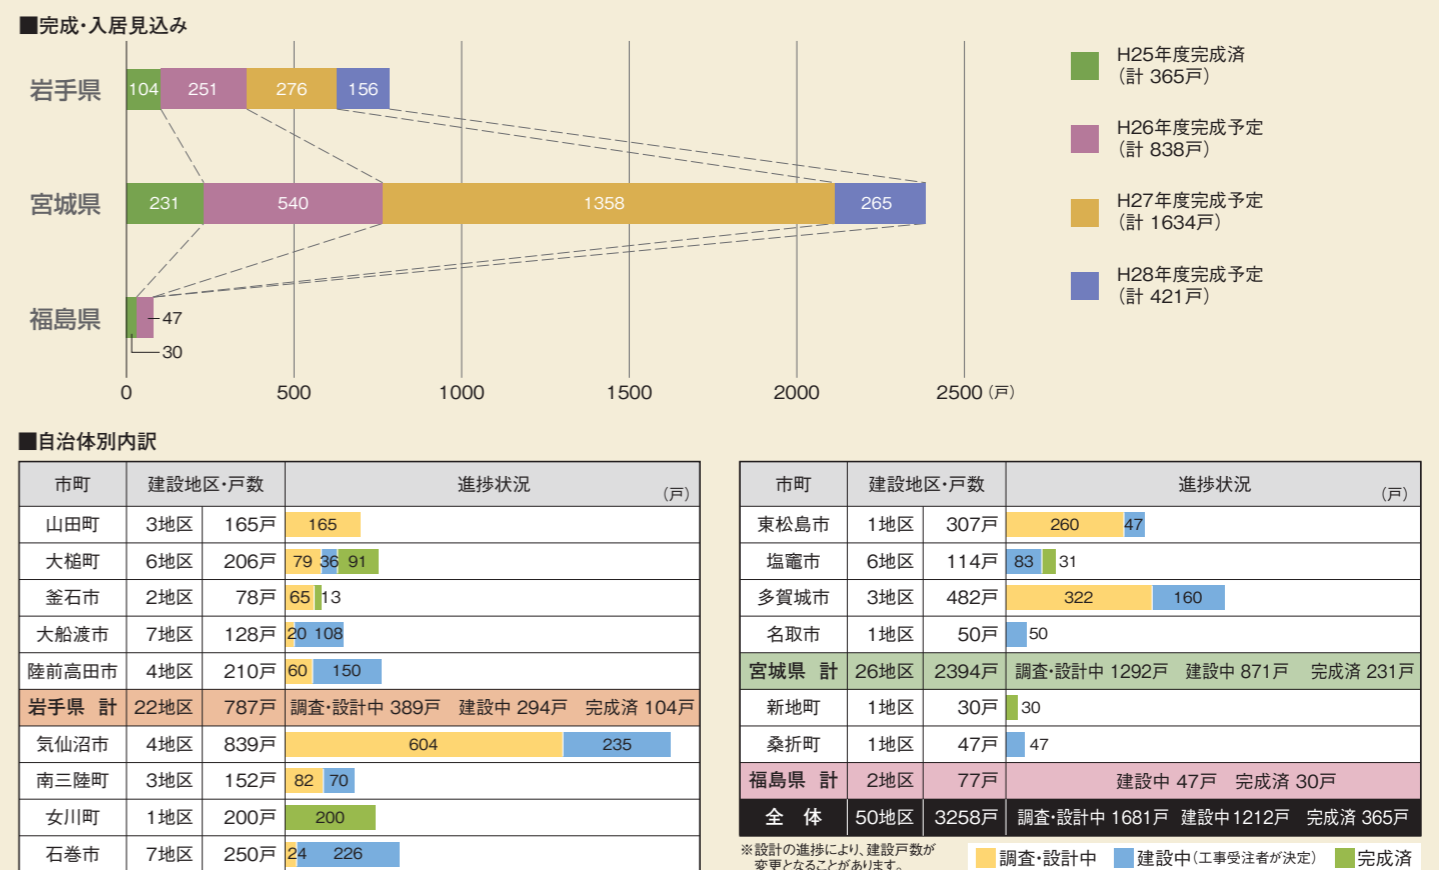 ■完成・入居見込み
岩手県 104 251 276 156
宮城県 231 540 1358 265
福島県 47
30
0 500 1000 1500 2000 2500（戸）
H25年度完成済
（計 365戸）
H26年度完成予定
（計 838戸）
H27年度完成予定
（計 1634戸）
H28年度完成予定
（計 421戸）
■自治体別内訳
市町 建設地区・戸数 進捗状況 （戸）
山田町 3地区 165戸 165
大槌町 6地区 206戸 79 36 91
釜石市 2地区 78戸 65 13
大船渡市 7地区 128戸 20 108
陸前高田市 4地区 210戸 60 150
岩手県 計 22地区 787戸 調査・設計中 389戸 建設中 294戸 完成済 104戸
気仙沼市 4地区 839戸 604 235
南三陸町 3地区 152戸 82 70
女川町 1地区 200戸 200
石巻市 7地区 250戸 24 226
市町 建設地区・戸数 進捗状況 （戸）
東松島市 1地区 307戸 260 47
塩竈市 6地区 114戸 83 31
多賀城市 3地区 482戸 322 160
名取市 1地区 50戸 50
宮城県 計 26地区 2394戸 調査・設計中 1292戸 建設中 871戸 完成済 231戸
新地町 1地区 30戸 30
桑折町 1地区 47戸 47
福島県 計 2地区 77戸 建設中 47戸 完成済 30戸
全 体 50地区 3258戸 調査・設計中 1681戸 建設中1212戸 完成済 365戸
※設計の進捗により、建設戸数が
変更となることがあります。
調査・設計中 建設中（工事受注者が決定） 完成済